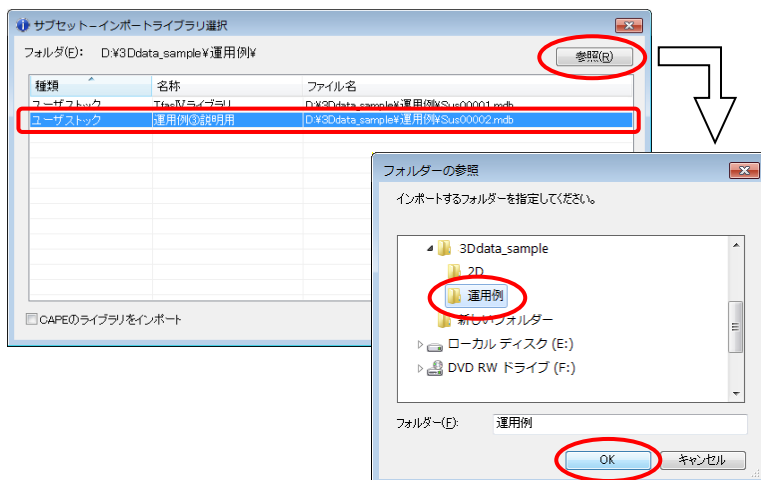 サブセット－インポートライブラリ選択
フォルダ(F): D:¥3Ddata_sample¥運用例¥
参照(R)
種類 名称 ファイル名
ユーザストック TfasⅣライブラリ D:¥3Ddata_sample¥運用例¥Sus00001.mdb
ユーザストック 運用例③説明用 D:¥3Ddata_sample¥運用例¥Sus00002.mdb
CAPEのライブラリをインポート
フォルダーの参照
インポートするフォルダーを指定してください。
3Ddata_sample
2D
運用例
新しいフォルダー
ローカル ディスク (E:)
DVD RW ドライブ (F:)
フォルダー(F): 運用例
OK キャンセル